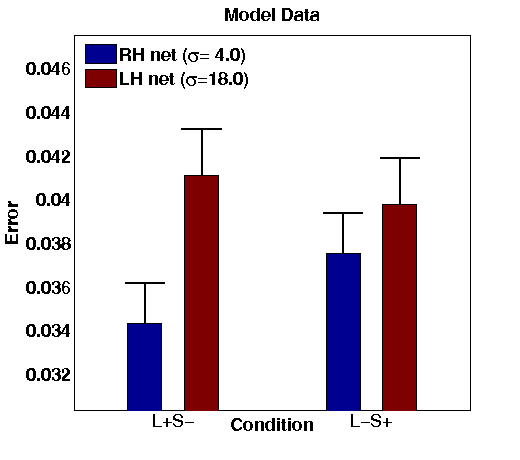 Model Data
RH net (σ= 4.0)
LH net (σ=18.0)
0.046
0.044
0.042
0.04
0.038
0.036
0.034
0.032
Error
L+S−
L−S+
Condition